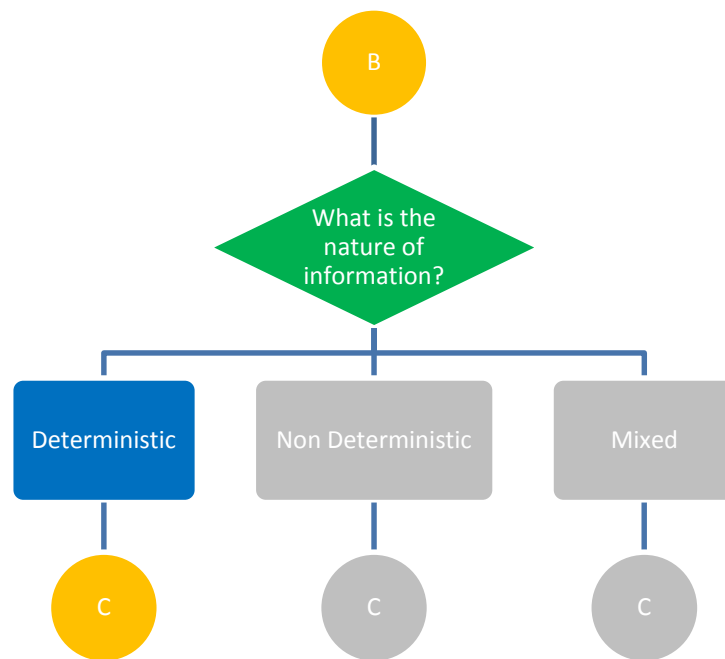 B
What is the
nature of
information?
Deterministic
Non Deterministic
Mixed
C
C
C